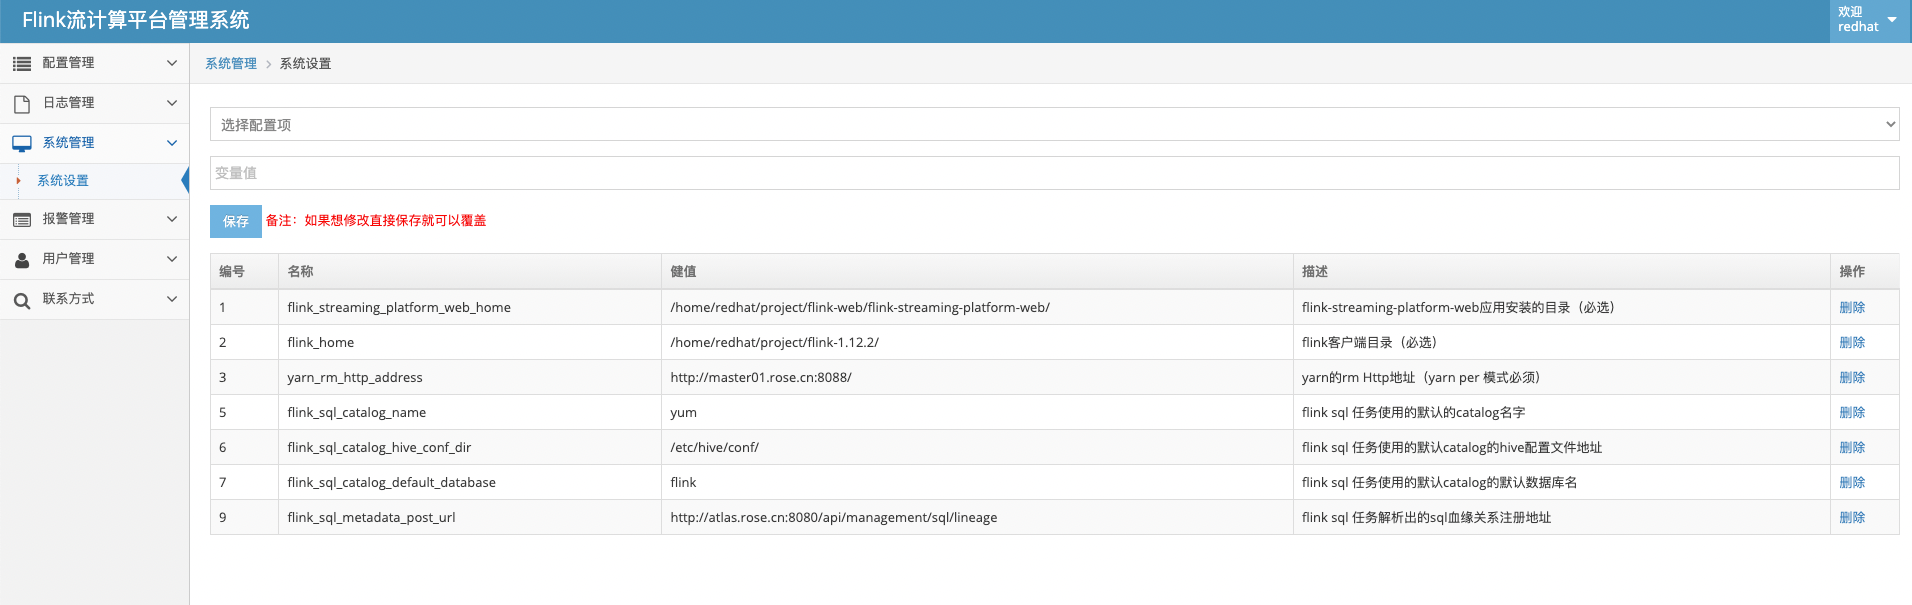 Flink流计算平台管理系统
欢迎
redhat
配置管理
日志管理
系统管理
系统设置
报警管理
用户管理
联系方式
系统管理 > 系统设置
选择配置项
变量值
保存 备注：如果想修改直接保存就可以覆盖
编号 名称 健值 描述 操作
1 flink_streaming_platform_web_home /home/redhat/project/flink-web/flink-streaming-platform-web/ flink-streaming-platform-web应用安装的目录（必选） 删除
2 flink_home /home/redhat/project/flink-1.12.2/ flink客户端目录（必选） 删除
3 yarn_rm_http_address http://master01.rose.cn:8088/ yarn的rm Http地址（yarn per 模式必须） 删除
5 flink_sql_catalog_name yum flink sql 任务使用的默认的catalog名字 删除
6 flink_sql_catalog_hive_conf_dir /etc/hive/conf/ flink sql 任务使用的默认catalog的hive配置文件地址 删除
7 flink_sql_catalog_default_database flink flink sql 任务使用的默认catalog的默认数据库名 删除
9 flink_sql_metadata_post_url http://atlas.rose.cn:8080/api/management/sql/lineage flink sql 任务解析出的sql血缘关系注册地址 删除